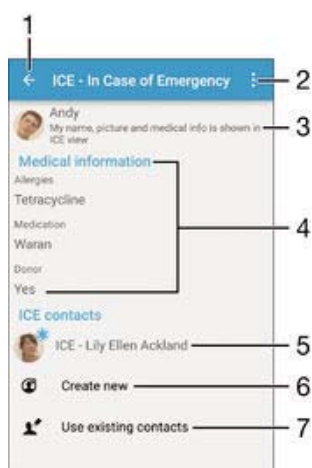 1
ICE - In Case of Emergency
2
Andy
My name, picture and medical info is shown in
ICE view
3
Medical information
Allergies
Tetracycline
Medication
Waran
4
Donor
Yes
ICE contacts
ICE - Lily Ellen Ackland
5
Create new
6
Use existing contacts
7